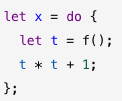 let x = do {
  let t = f();
  t * t + 1;
};